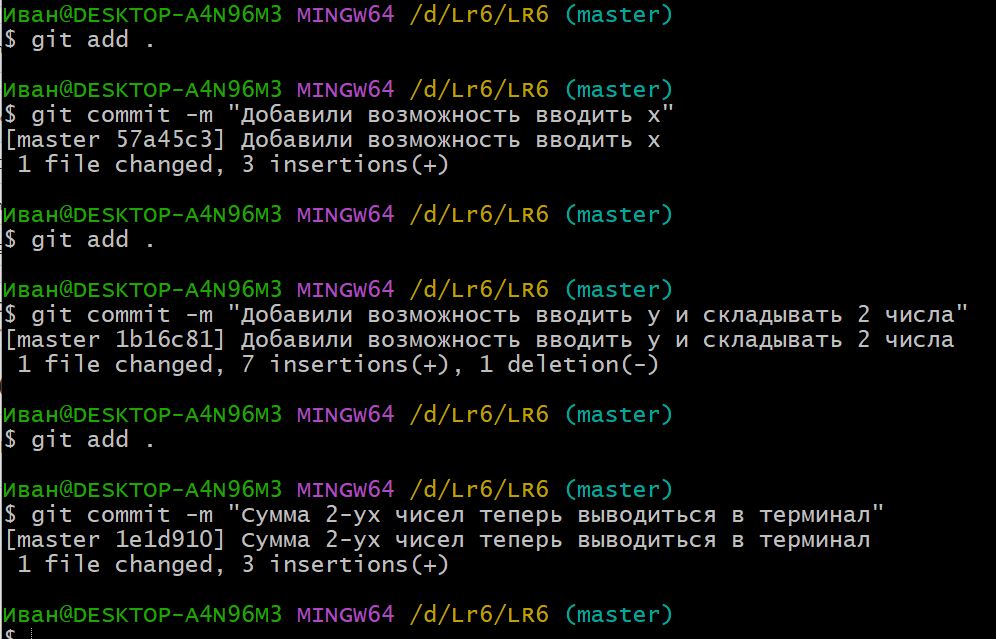 Иван@DESKTOP-A4N96M3 MINGW64 /d/Lr6/LR6 (master)
$ git add .
Иван@DESKTOP-A4N96M3 MINGW64 /d/Lr6/LR6 (master)
$ git commit -m "Добавили возможность вводить x"
[master 57a45c3] Добавили возможность вводить x
1 file changed, 3 insertions(+)
Иван@DESKTOP-A4N96M3 MINGW64 /d/Lr6/LR6 (master)
$ git add .
Иван@DESKTOP-A4N96M3 MINGW64 /d/Lr6/LR6 (master)
$ git commit -m "Добавили возможность вводить y и складывать 2 числа"
[master 1b16c81] Добавили возможность вводить y и складывать 2 числа
1 file changed, 7 insertions(+), 1 deletion(-)
Иван@DESKTOP-A4N96M3 MINGW64 /d/Lr6/LR6 (master)
$ git add .
Иван@DESKTOP-A4N96M3 MINGW64 /d/Lr6/LR6 (master)
$ git commit -m "Сумма 2-ух чисел теперь выводиться в терминал"
[master 1e1d910] Сумма 2-ух чисел теперь выводиться в терминал
1 file changed, 3 insertions(+)
Иван@DESKTOP-A4N96M3 MINGW64 /d/Lr6/LR6 (master)
$